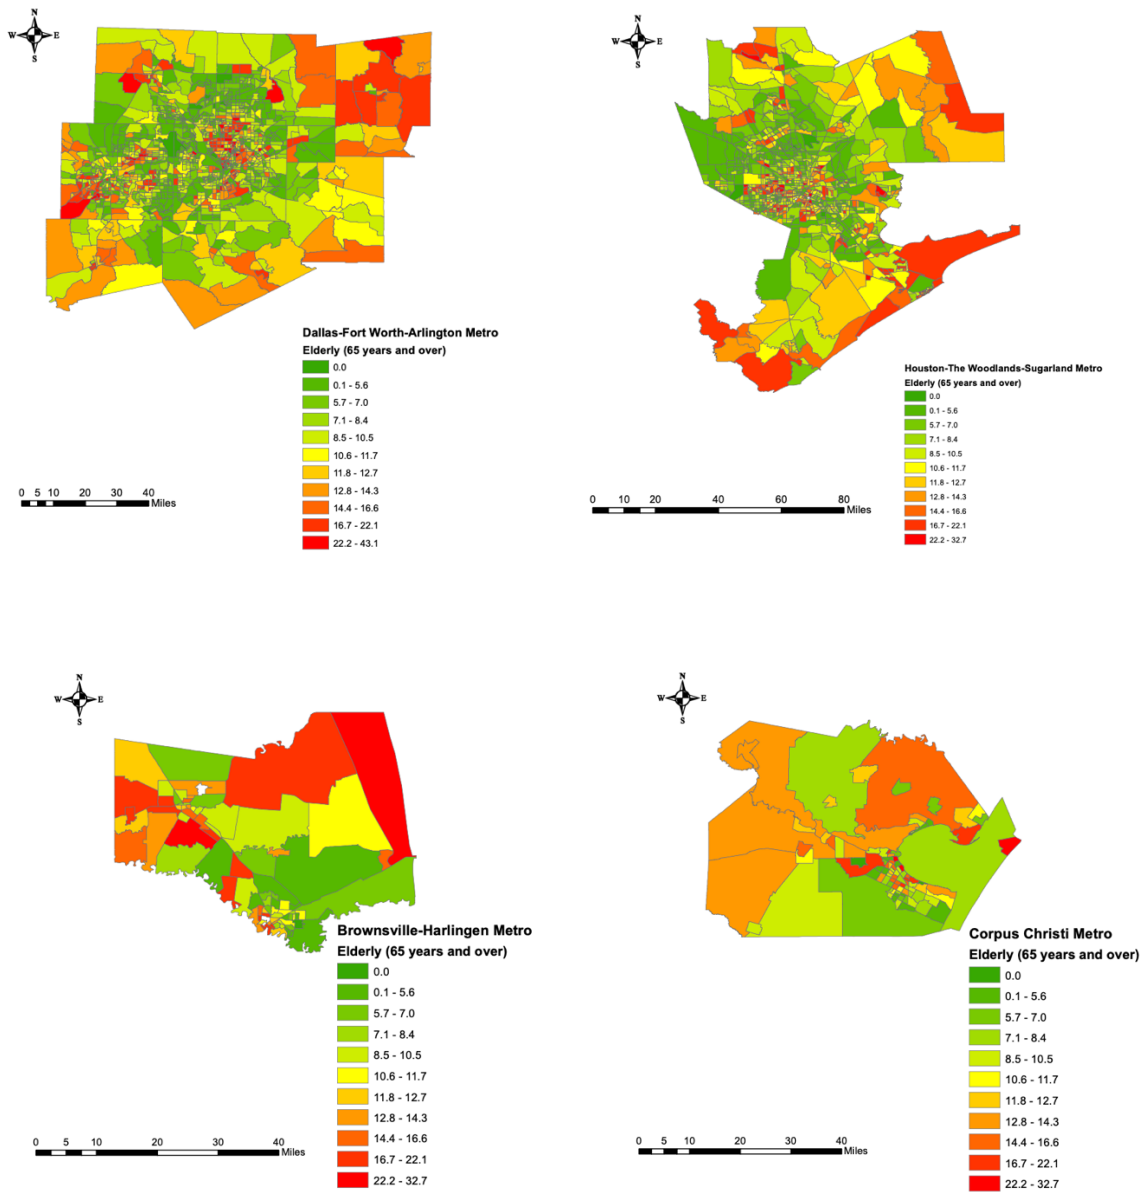 N
W E
S
Dallas-Fort Worth-Arlington Metro
Elderly (65 years and over)
0.0
0.1 - 5.6
5.7 - 7.0
7.1 - 8.4
8.5 - 10.5
10.6 - 11.7
11.8 - 12.7
12.8 - 14.3
14.4 - 16.6
16.7 - 22.1
22.2 - 43.1
0 5 10 20 30 40
Miles
N
W E
S
Houston-The Woodlands-Sugarland Metro
Elderly (65 years and over)
0.0
0.1 - 5.6
5.7 - 7.0
7.1 - 8.4
8.5 - 10.5
10.6 - 11.7
11.8 - 12.7
12.8 - 14.3
14.4 - 16.6
16.7 - 22.1
22.2 - 32.7
0 10 20 40 60 80
Miles
N
W E
S
Brownsville-Harlingen Metro
Elderly (65 years and over)
0.0
0.1 - 5.6
5.7 - 7.0
7.1 - 8.4
8.5 - 10.5
10.6 - 11.7
11.8 - 12.7
12.8 - 14.3
14.4 - 16.6
16.7 - 22.1
22.2 - 32.7
0 5 10 20 30 40
Miles
N
W E
S
Corpus Christi Metro
Elderly (65 years and over)
0.0
0.1 - 5.6
5.7 - 7.0
7.1 - 8.4
8.5 - 10.5
10.6 - 11.7
11.8 - 12.7
12.8 - 14.3
14.4 - 16.6
16.7 - 22.1
22.2 - 32.7
0 5 10 20 30 40
Miles